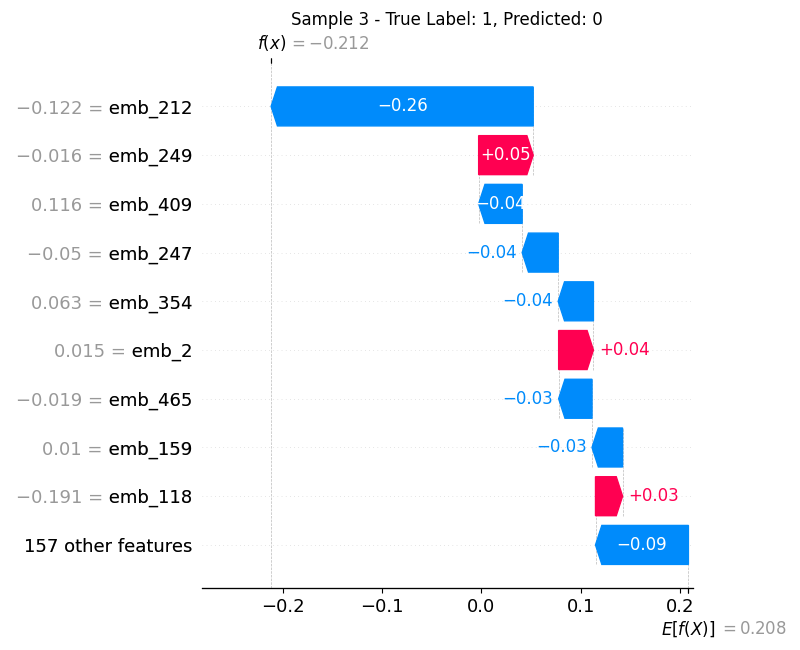 Sample 3 - True Label: 1, Predicted: 0
f(x) = −0.212
−0.122 = emb_212
−0.26
−0.016 = emb_249
+0.05
0.116 = emb_409
−0.04
−0.05 = emb_247
−0.04
0.063 = emb_354
−0.04
0.015 = emb_2
+0.04
−0.019 = emb_465
−0.03
0.01 = emb_159
−0.03
−0.191 = emb_118
+0.03
157 other features
−0.09
−0.2 −0.1 0.0 0.1 0.2
E[f(X)] = 0.208